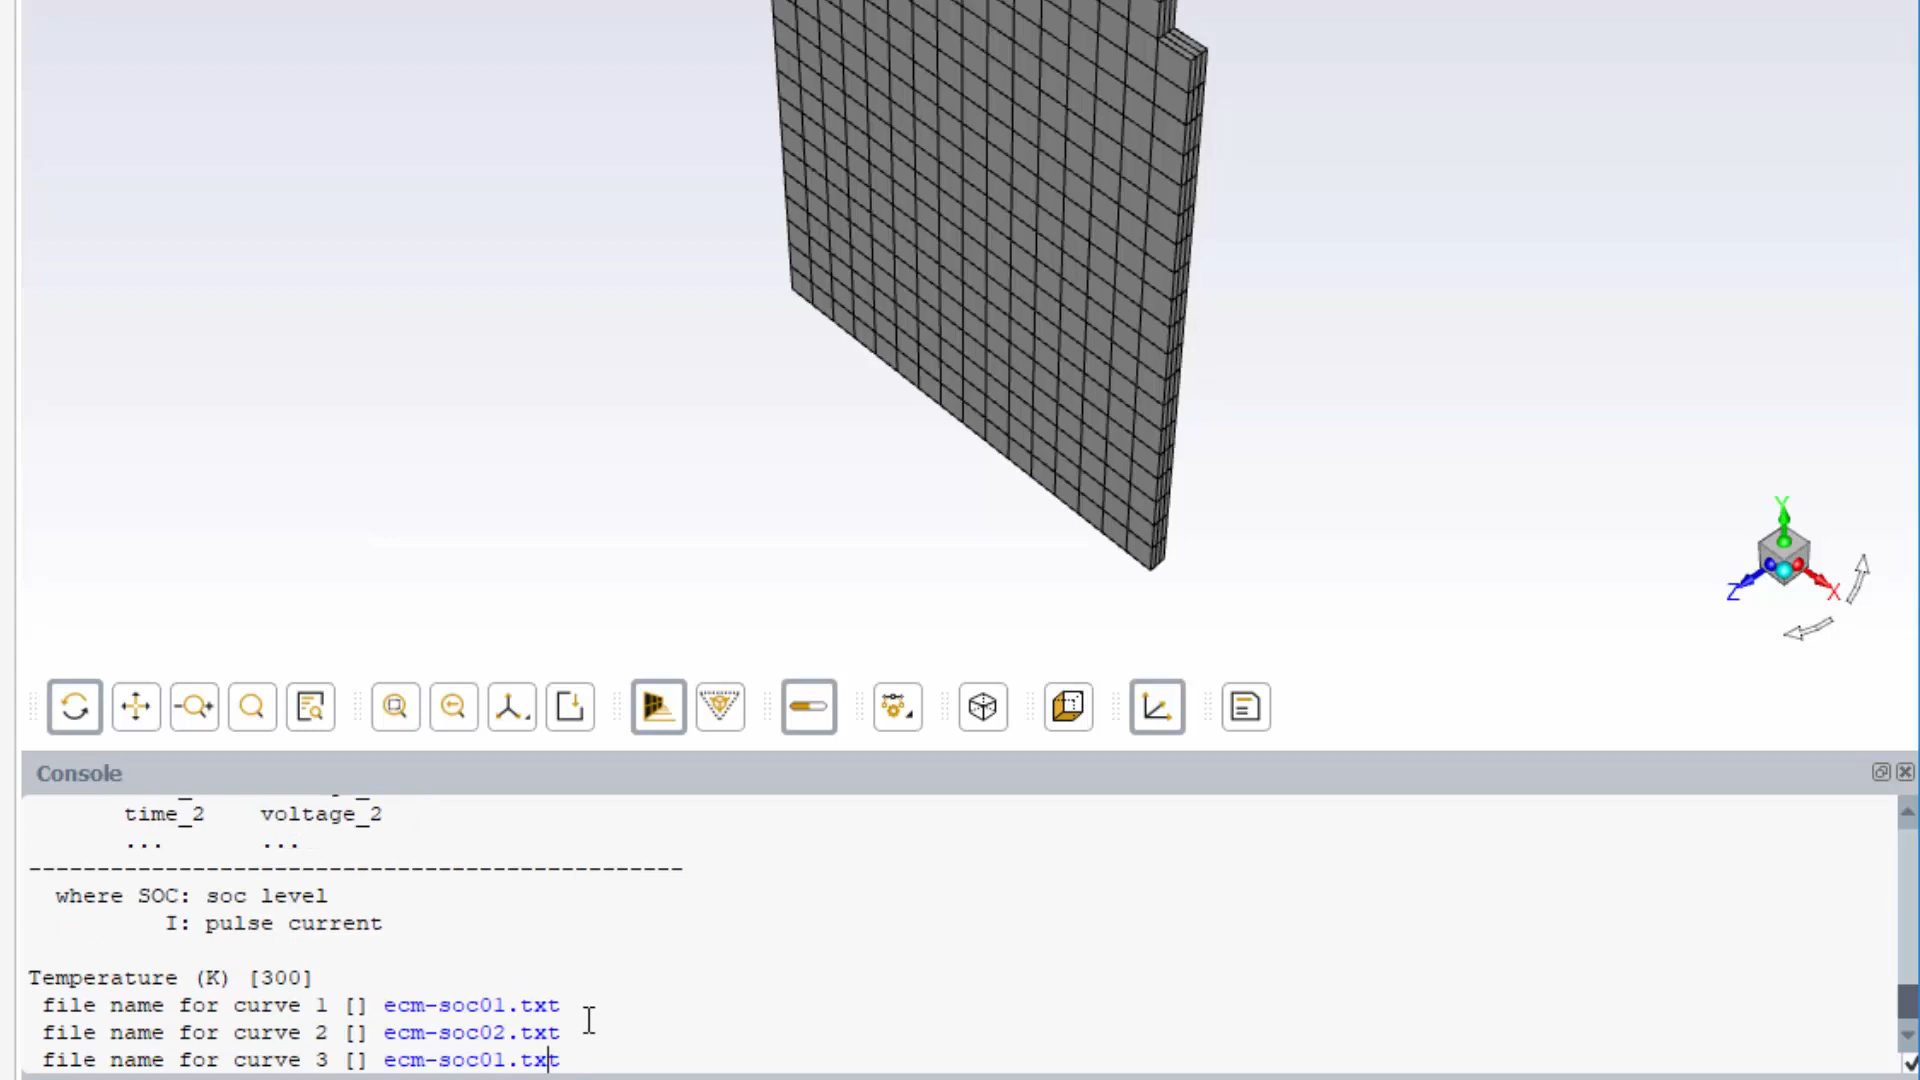 Y
Z
X
Console
time_2 voltage_2
... ...
------------------------------------------------
where SOC: soc level
I: pulse current
Temperature (K) [300]
file name for curve 1 [] ecm-soc01.txt
file name for curve 2 [] ecm-soc02.txt
file name for curve 3 [] ecm-soc01.txt